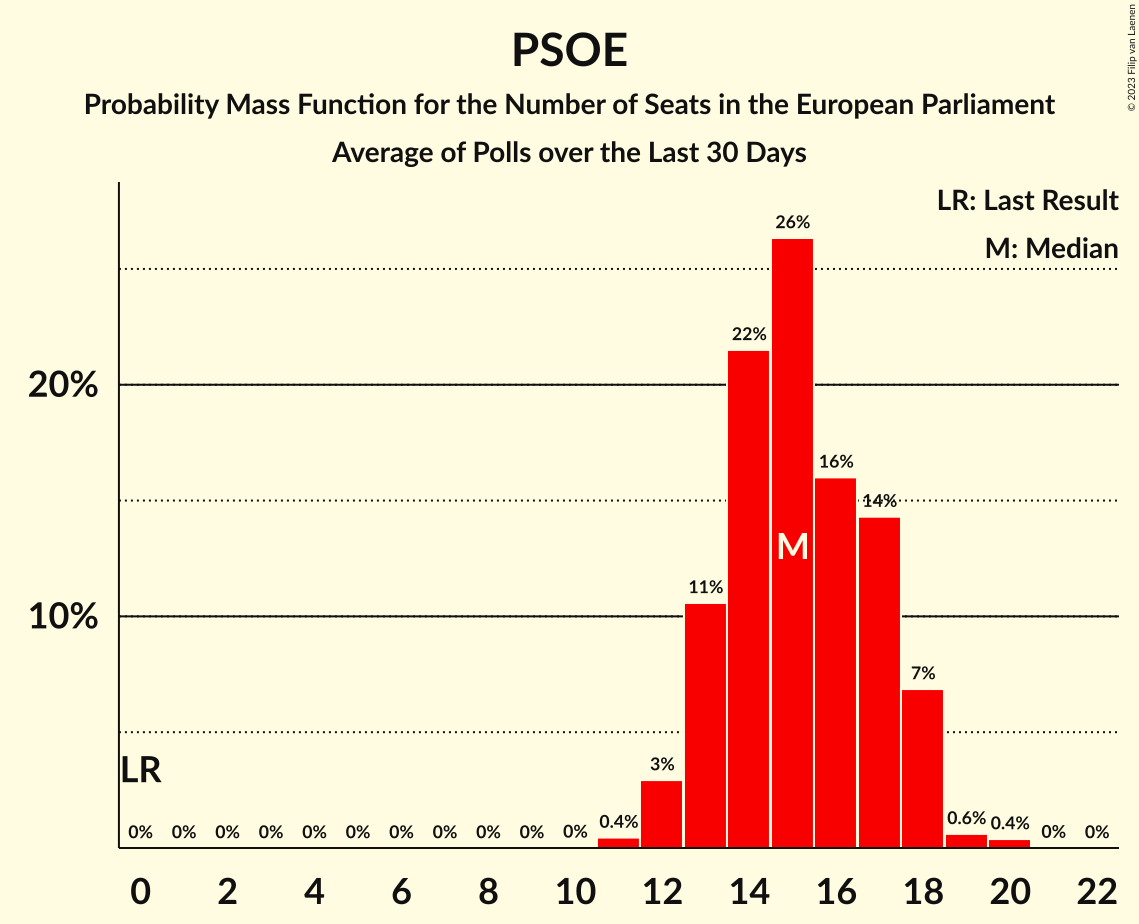 PSOE
Probability Mass Function for the Number of Seats in the European Parliament
Average of Polls over the Last 30 Days
© 2023 Filip van Laenen
LR: Last Result
M: Median
26%
22%
20%
16%
14%
M
11%
10%
7%
LR
3%
0% 0% 0% 0% 0% 0% 0% 0% 0% 0% 0% 0.4% 0.6% 0.4% 0% 0%
0 2 4 6 8 10 12 14 16 18 20 22